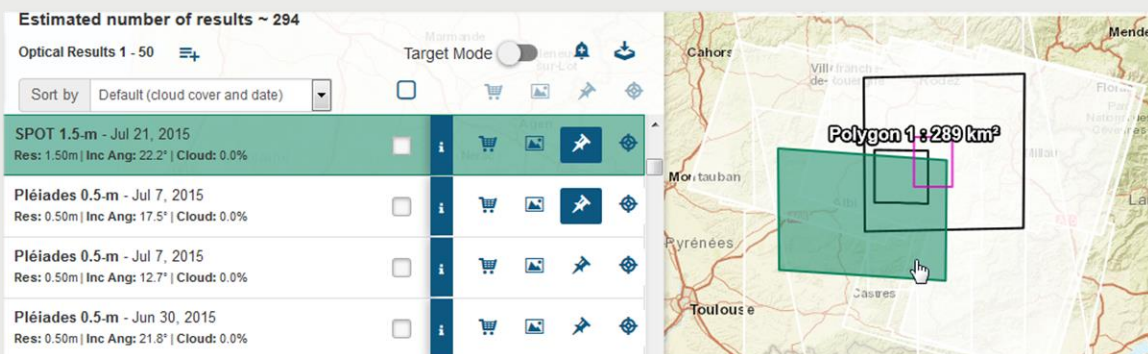 Estimated number of results ~ 294
Optical Results 1 - 50
Target Mode
Sort by Default (cloud cover and date)
SPOT 1.5-m - Jul 21, 2015
Res: 1.50m | Inc Ang: 22.2° | Cloud: 0.0%
i
Pléiades 0.5-m - Jul 7, 2015
Res: 0.50m | Inc Ang: 17.5° | Cloud: 0.0%
i
Pléiades 0.5-m - Jul 7, 2015
Res: 0.50m | Inc Ang: 12.7° | Cloud: 0.0%
i
Pléiades 0.5-m - Jun 30, 2015
Res: 0.50m | Inc Ang: 21.8° | Cloud: 0.0%
i
Marmande
Cahors
Mende
Rodez
Polygon 1 : 289 km²
Millau
Montauban
Albi
Pyrénées
Castres
Toulouse